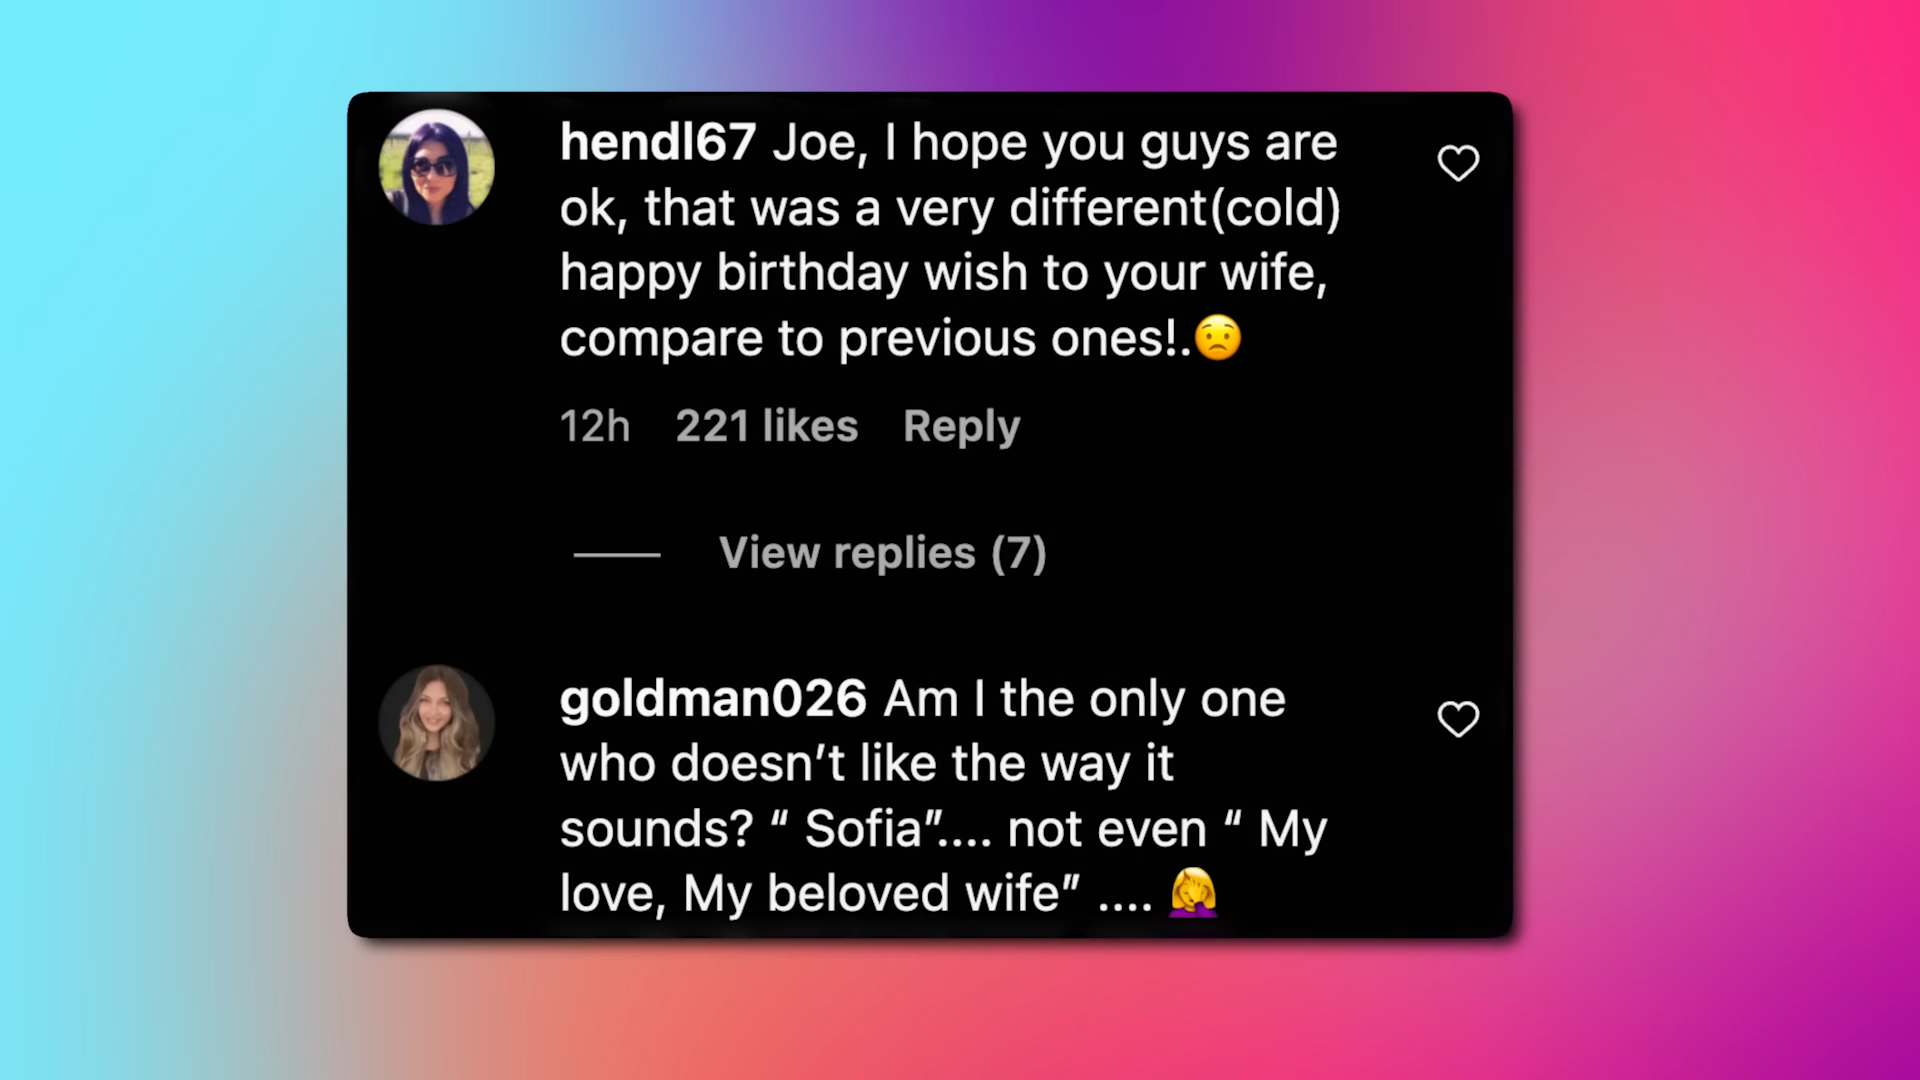 hendl67 Joe, I hope you guys are
ok, that was a very different(cold)
happy birthday wish to your wife,
compare to previous ones!.😟
12h 221 likes Reply
View replies (7)
goldman026 Am I the only one
who doesn’t like the way it
sounds? “ Sofia”.... not even “ My
love, My beloved wife” .... 🤦‍♀️